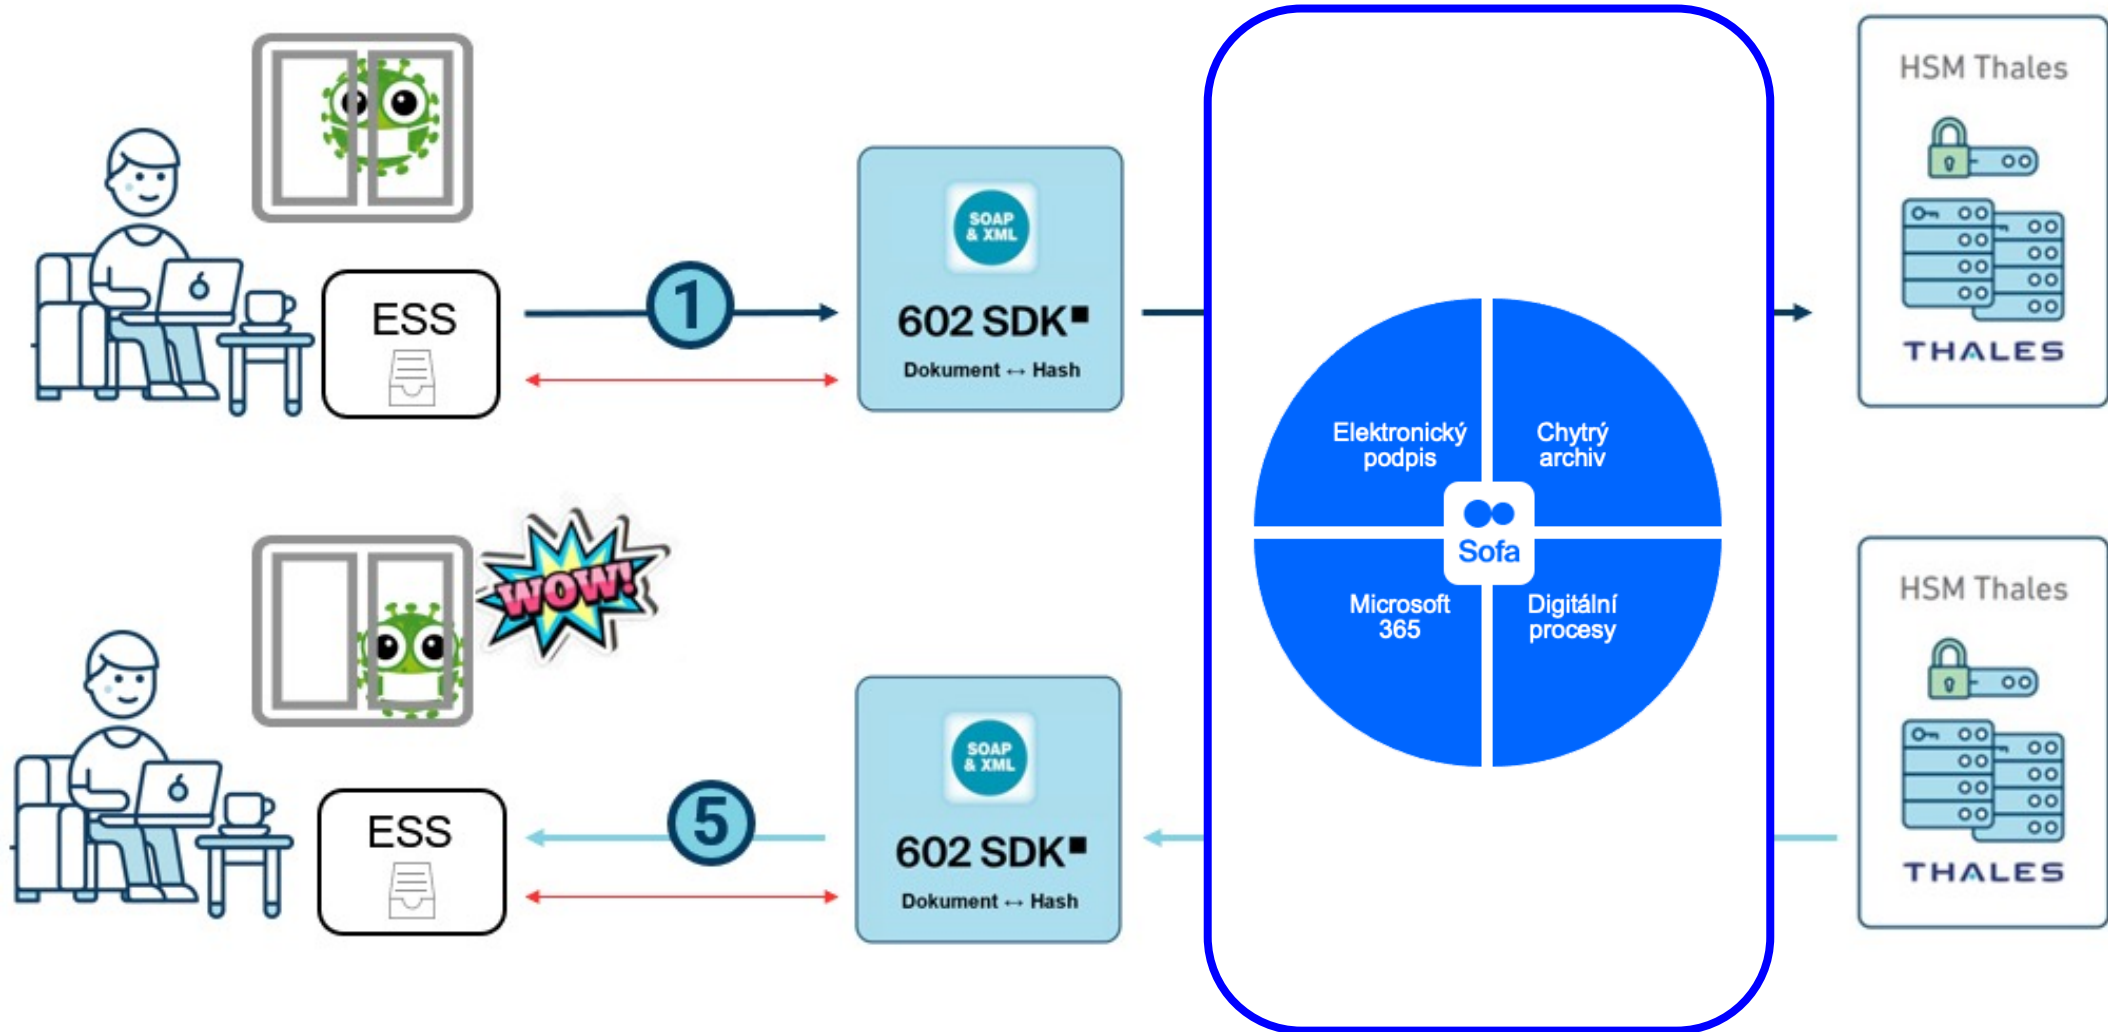 HSM Thales
SOAP
& XML
ESS
1
602 SDK
Dokument ↔ Hash
THALES
Elektronický
podpis
Chytrý
archiv
Sofa
Microsoft
365
Digitální
procesy
WOW!
HSM Thales
SOAP
& XML
ESS
5
602 SDK
Dokument ↔ Hash
THALES